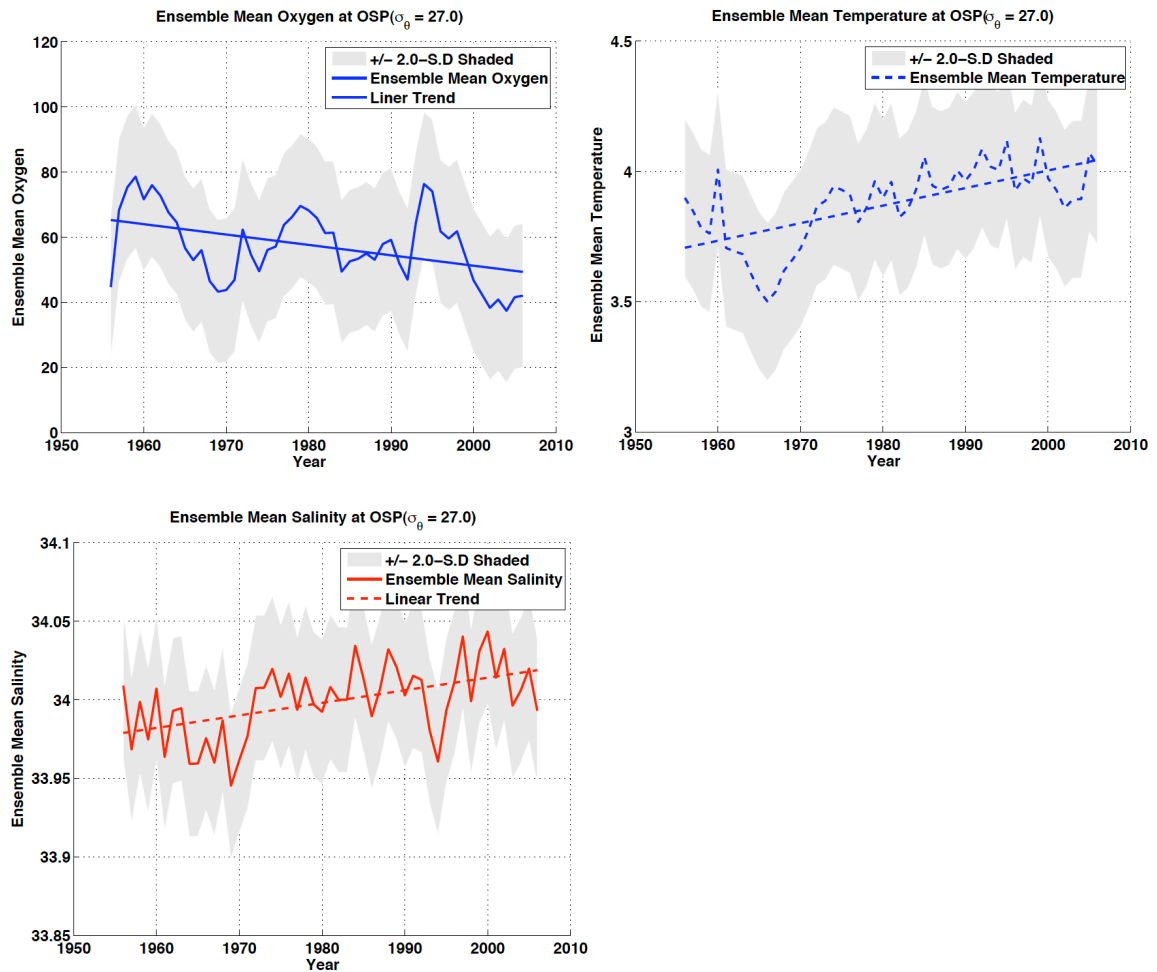 Ensemble Mean Oxygen at OSP(σθ = 27.0)
+/− 2.0−S.D Shaded
Ensemble Mean Oxygen
Liner Trend
120
100
80
60
40
20
0
Ensemble Mean Oxygen
1950 1960 1970 1980 1990 2000 2010
Year
Ensemble Mean Temperature at OSP(σθ = 27.0)
+/− 2.0−S.D Shaded
Ensemble Mean Temperature
4.5
4
3.5
3
Ensemble Mean Temperature
1950 1960 1970 1980 1990 2000 2010
Year
Ensemble Mean Salinity at OSP(σθ = 27.0)
+/− 2.0−S.D Shaded
Ensemble Mean Salinity
Linear Trend
34.1
34.05
34
33.95
33.9
33.85
Ensemble Mean Salinity
1950 1960 1970 1980 1990 2000 2010
Year